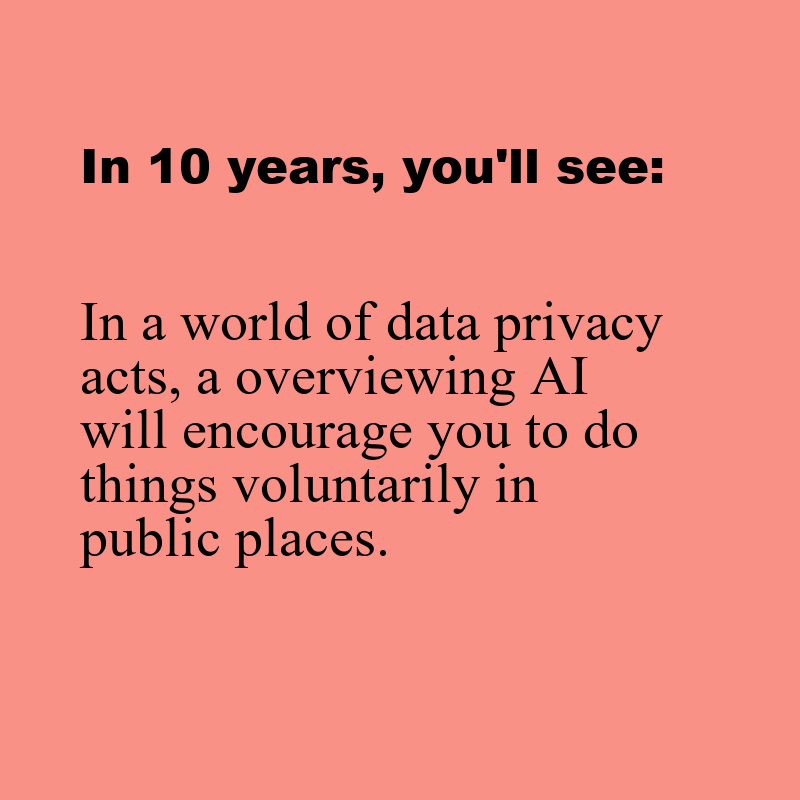 In 10 years, you'll see:
In a world of data privacy
acts, a overviewing AI
will encourage you to do
things voluntarily in
public places.